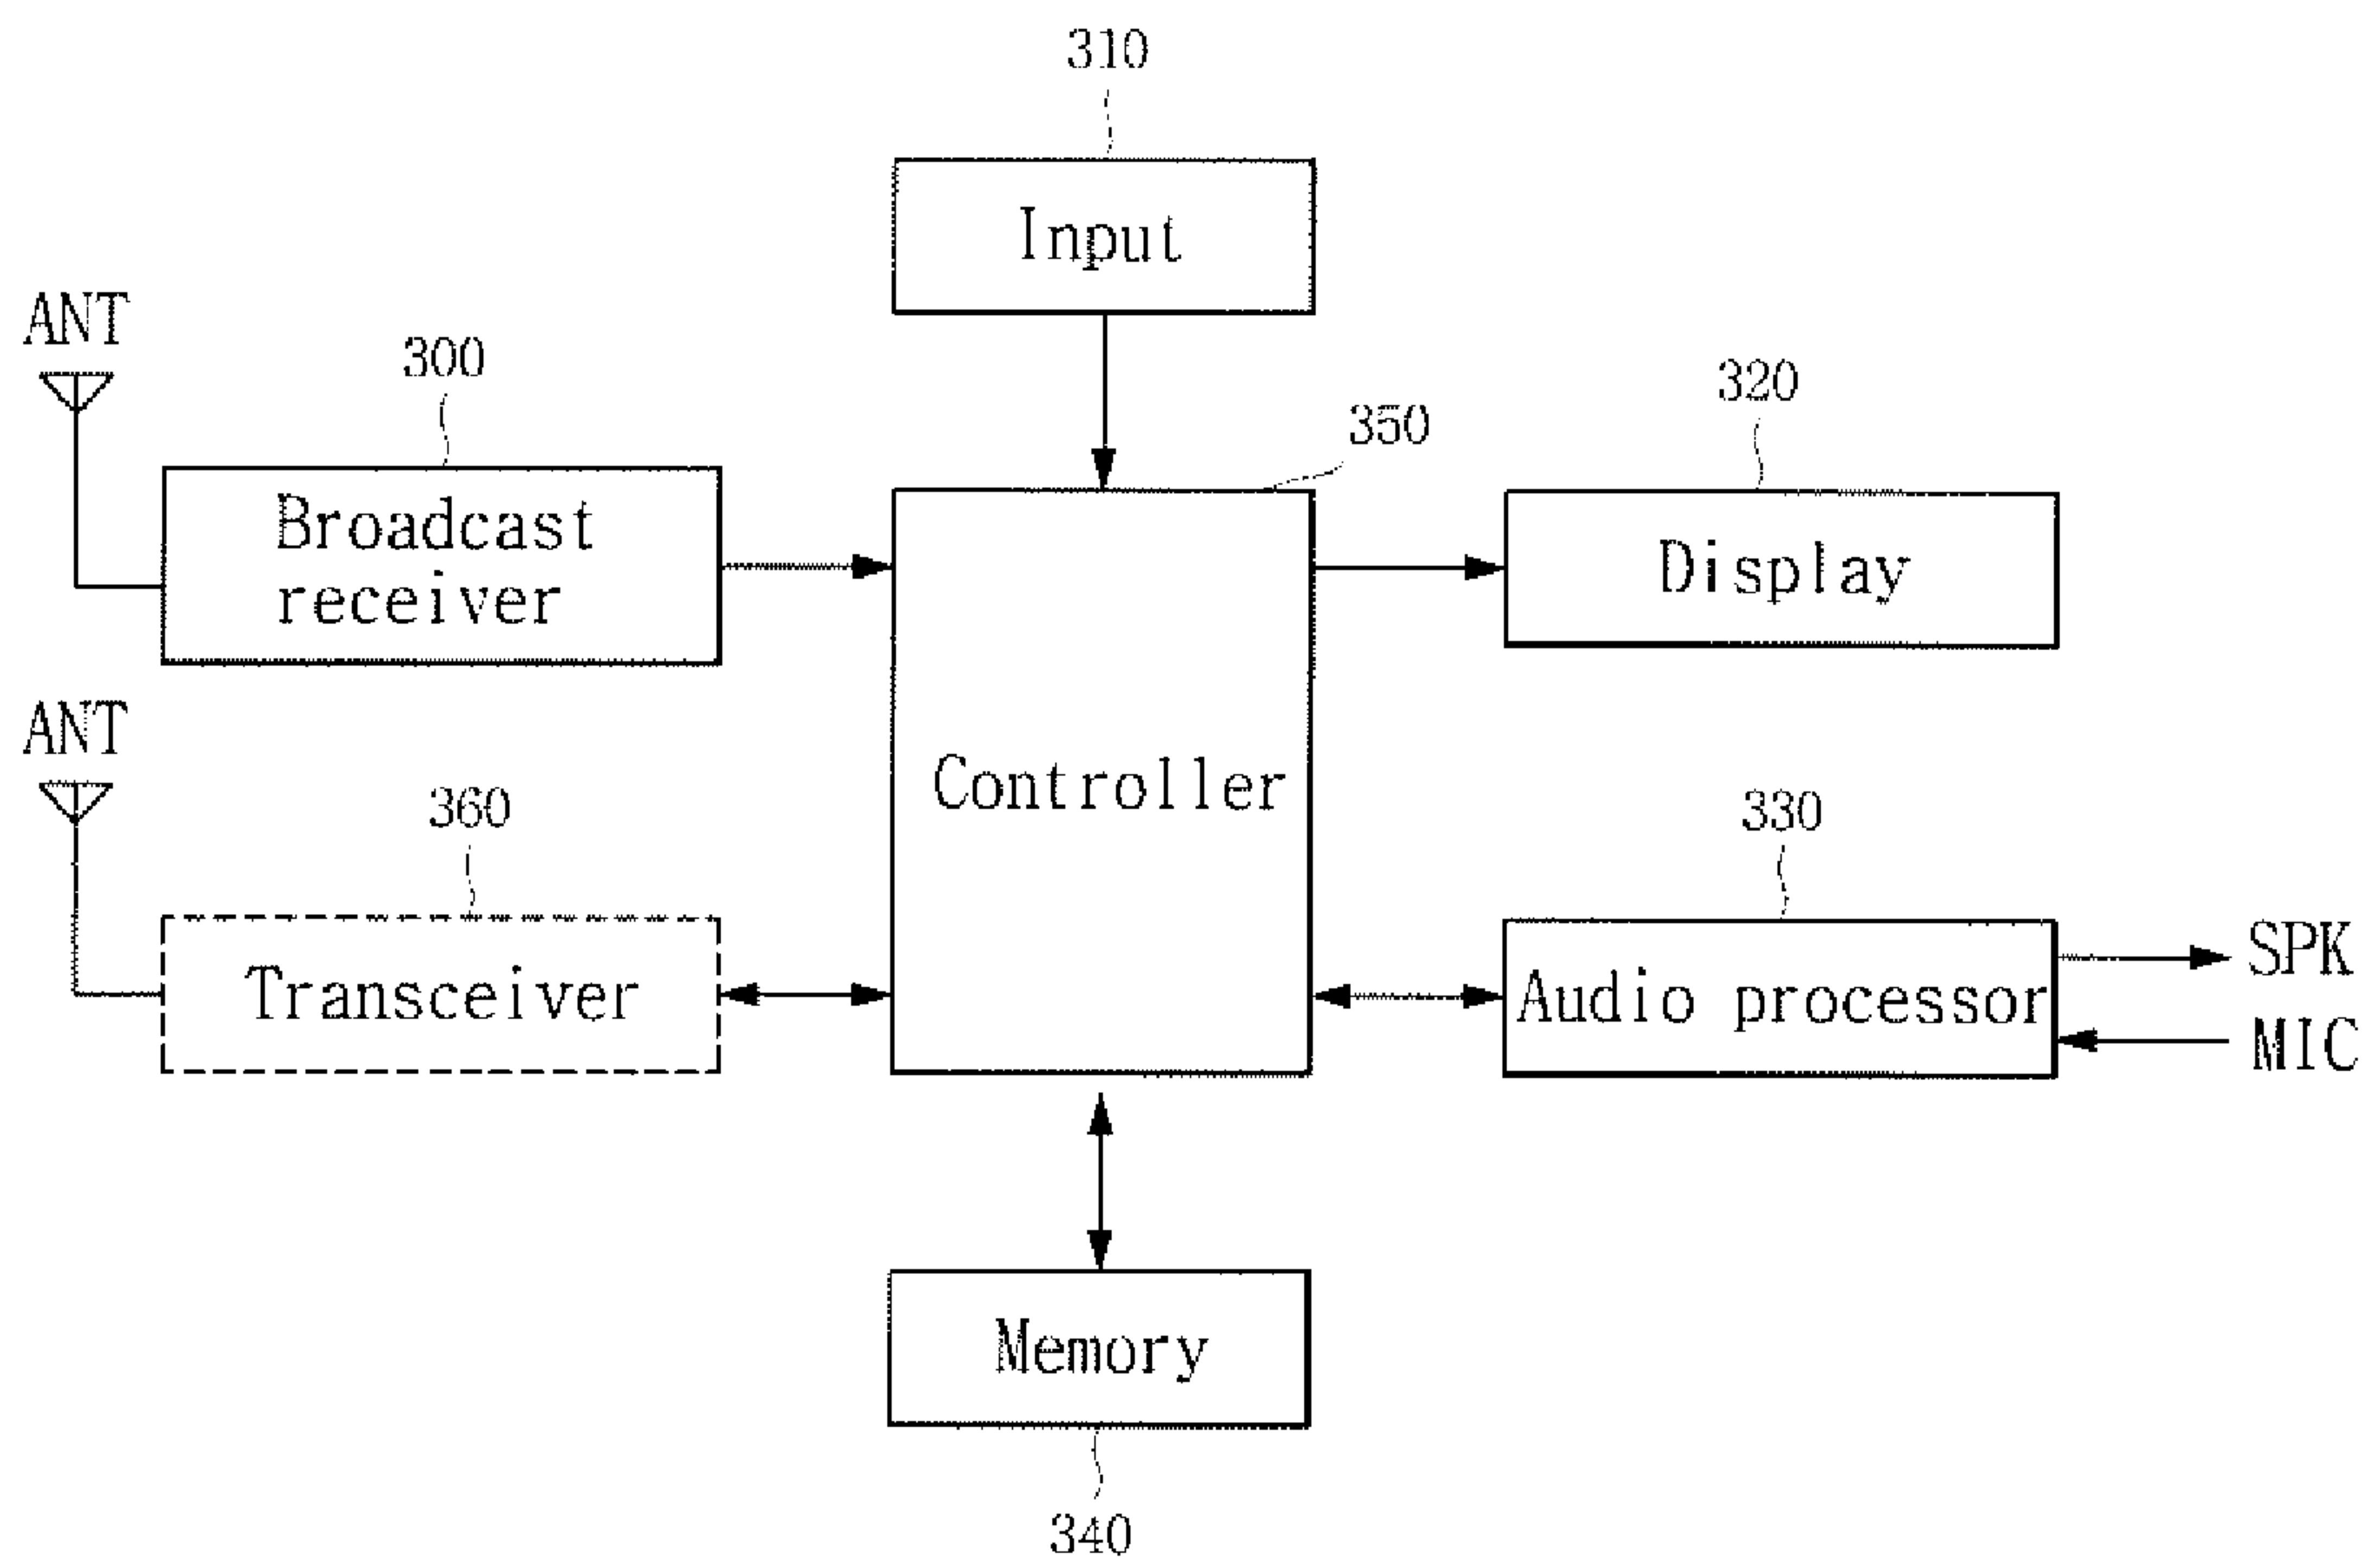 310
Input
ANT
300
350
320
Broadcast
receiver
Display
ANT
360
Controller
330
Transceiver
Audio processor
SPK
MIC
Memory
340